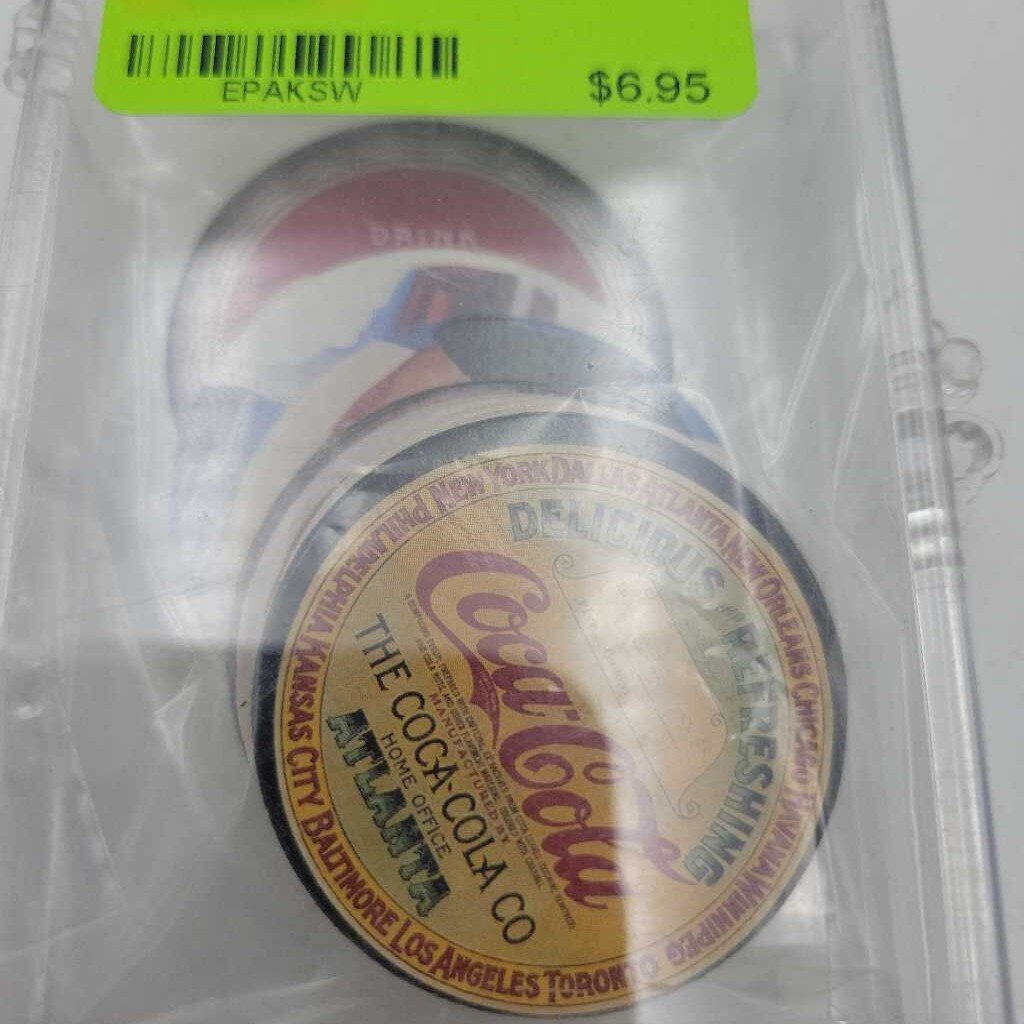 EPAKSW
$6.95
DRINK
PHILADELPHIA NEW YORK DALLAS ATLANTA NEW ORLEANS CHICAGO HAVANA WINNIPEG
KANSAS CITY BALTIMORE LOS ANGELES TORONTO
DELICIOUS AND REFRESHING
Coca-Cola
MANUFACTURED BY
THE COCA-COLA CO
HOME OFFICE
ATLANTA